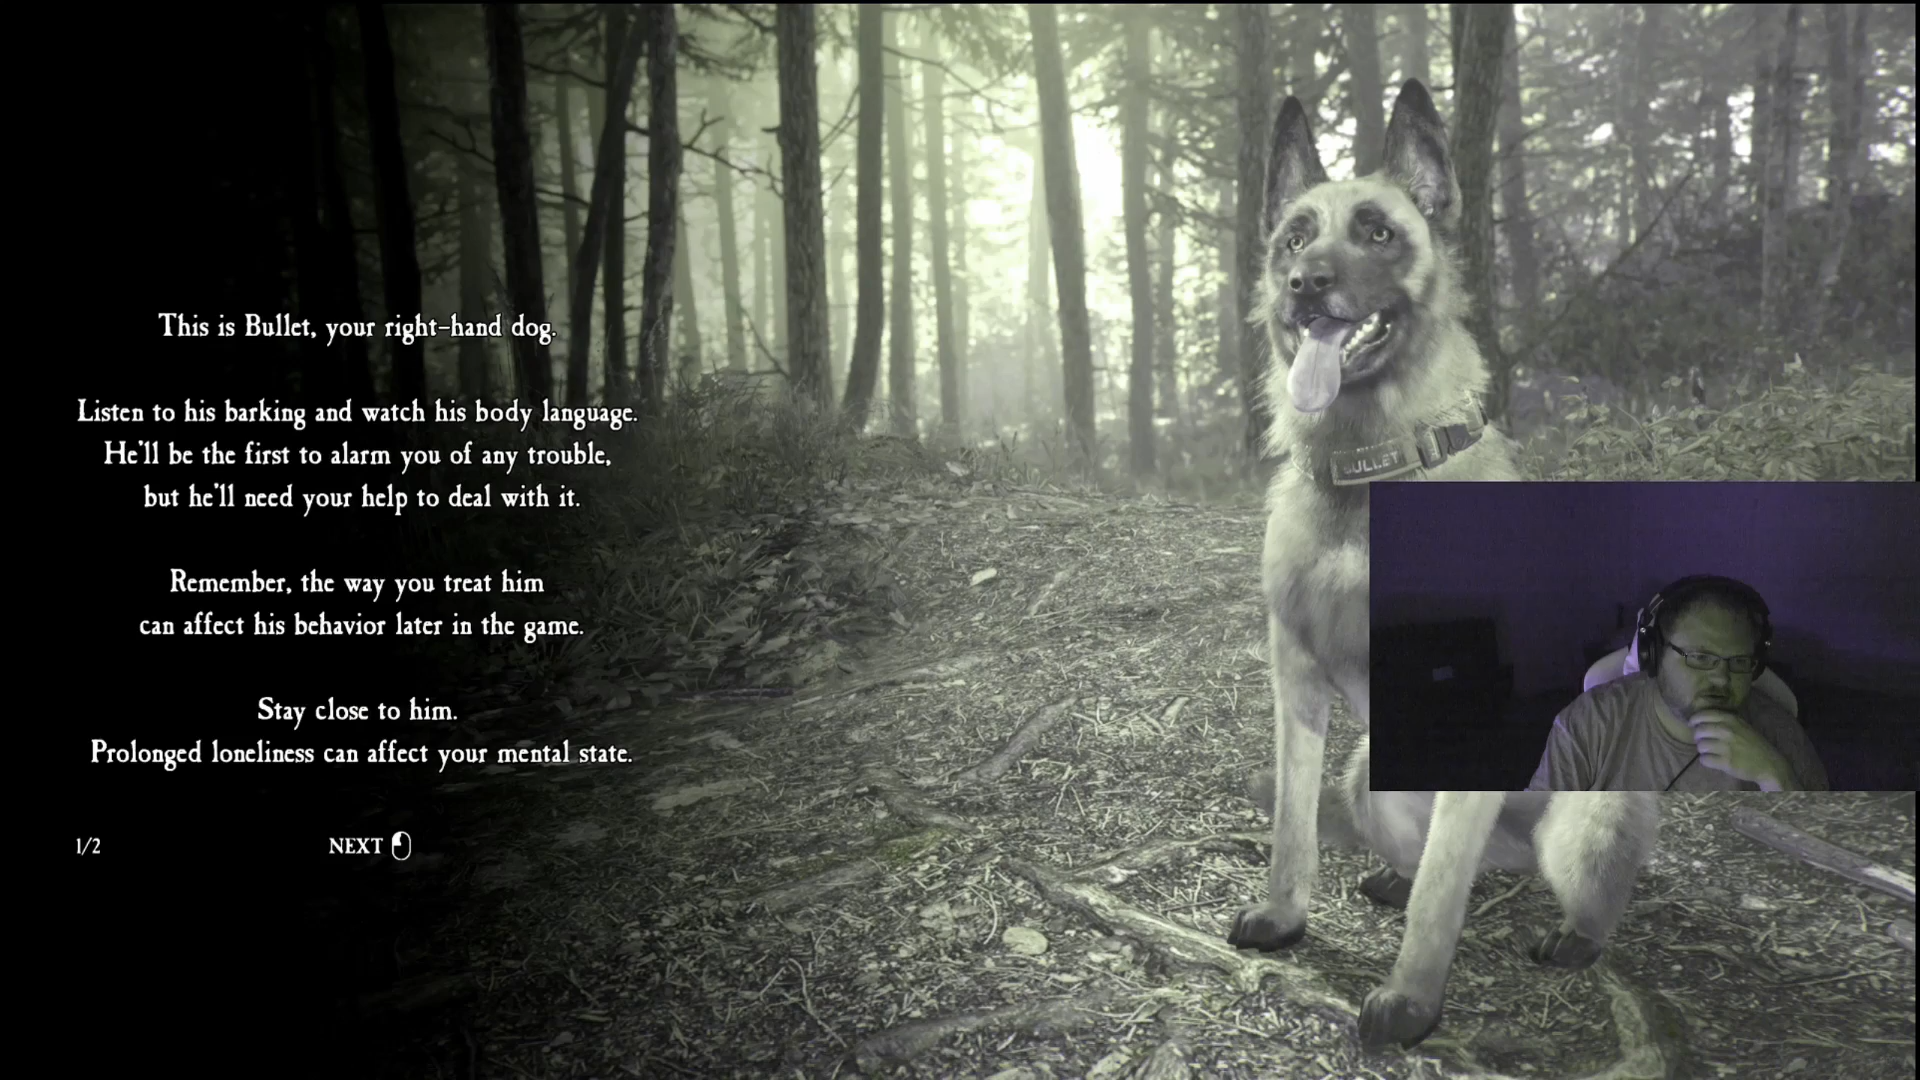 This is Bullet, your right-hand dog.
Listen to his barking and watch his body language.
He'll be the first to alarm you of any trouble,
but he'll need your help to deal with it.
Remember, the way you treat him
can affect his behavior later in the game.
Stay close to him.
Prolonged loneliness can affect your mental state.
1/2 NEXT
BULLET